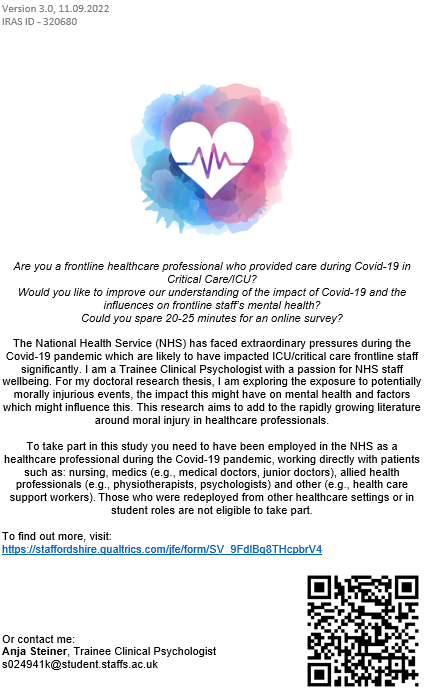 Version 3.0, 11.09.2022
IRAS ID - 320680
Are you a frontline healthcare professional who provided care during Covid-19 in
Critical Care/ICU?
Would you like to improve our understanding of the impact of Covid-19 and the
influences on frontline staff's mental health?
Could you spare 20-25 minutes for an online survey?
The National Health Service (NHS) has faced extraordinary pressures during the
Covid-19 pandemic which are likely to have impacted ICU/critical care frontline staff
significantly. I am a Trainee Clinical Psychologist with a passion for NHS staff
wellbeing. For my doctoral research thesis, I am exploring the exposure to potentially
morally injurious events, the impact this might have on mental health and factors
which might influence this. This research aims to add to the rapidly growing literature
around moral injury in healthcare professionals.
To take part in this study you need to have been employed in the NHS as a
healthcare professional during the Covid-19 pandemic, working directly with patients
such as: nursing, medics (e.g., medical doctors, junior doctors), allied health
professionals (e.g., physiotherapists, psychologists) and other (e.g., health care
support workers). Those who were redeployed from other healthcare settings or in
student roles are not eligible to take part.
To find out more, visit:
https://staffordshire.qualtrics.com/jfe/form/SV_9FdlBq8THcpbrV4
Or contact me:
Anja Steiner, Trainee Clinical Psychologist
s024941k@student.staffs.ac.uk